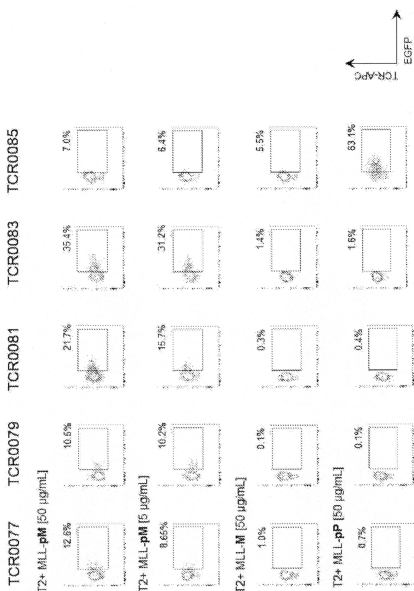 TCR0077 TCR0079 TCR0081 TCR0083 TCR0085
T2+ MLL-pM [50 µg/mL]
12.6% 10.6% 21.7% 35.4% 7.0%
T2+ MLL-pM [5 µg/mL]
8.65% 10.2% 15.7% 31.2% 6.4%
T2+ MLL-M [50 µg/mL]
1.0% 0.1% 0.3% 1.4% 5.5%
T2+ MLL-pP [50 µg/mL]
0.7% 0.1% 0.4% 1.6% 63.1%
TCR-APC
EGFP